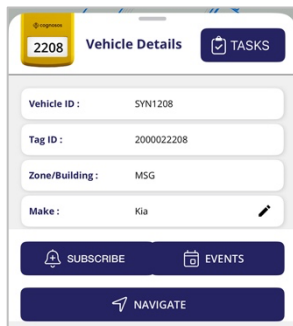 cognosos
2208
Vehicle Details
TASKS
Vehicle ID : SYN1208
Tag ID : 2000022208
Zone/Building : MSG
Make : Kia
SUBSCRIBE
EVENTS
NAVIGATE